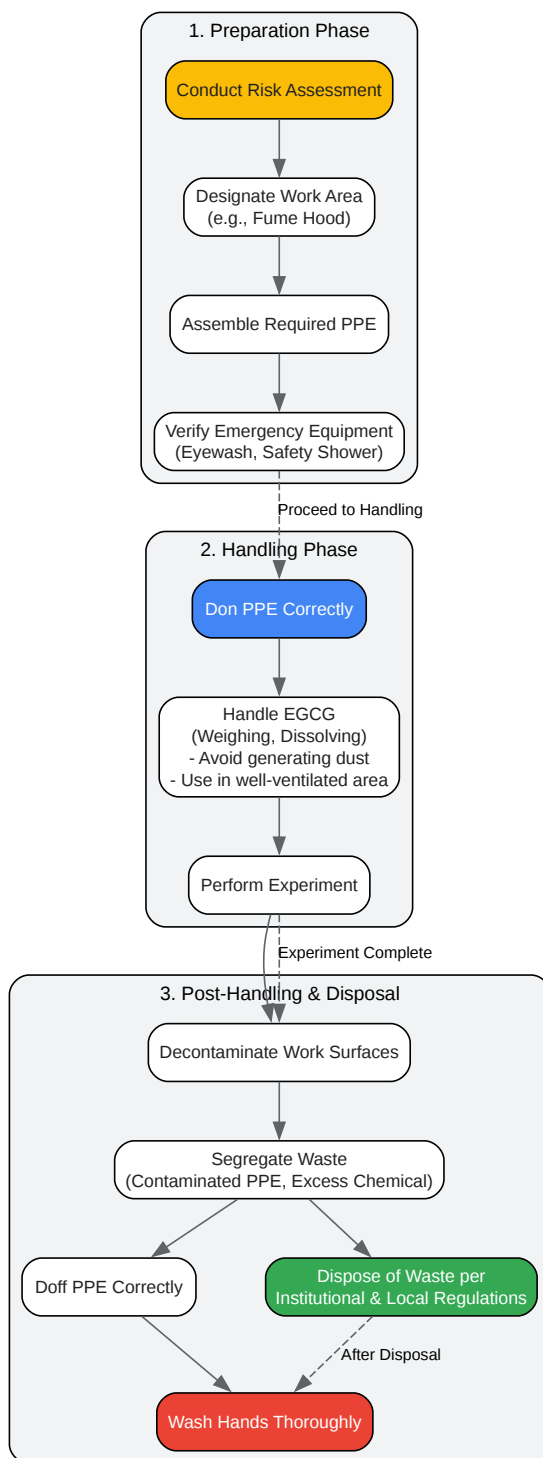 1. Preparation Phase
Conduct Risk Assessment
Designate Work Area
(e.g., Fume Hood)
Assemble Required PPE
Verify Emergency Equipment
(Eyewash, Safety Shower)
Proceed to Handling
2. Handling Phase
Don PPE Correctly
Handle EGCG
(Weighing, Dissolving)
- Avoid generating dust
- Use in well-ventilated area
Perform Experiment
Experiment Complete
3. Post-Handling & Disposal
Decontaminate Work Surfaces
Segregate Waste
(Contaminated PPE, Excess Chemical)
Doff PPE Correctly
Dispose of Waste per
Institutional & Local Regulations
After Disposal
Wash Hands Thoroughly